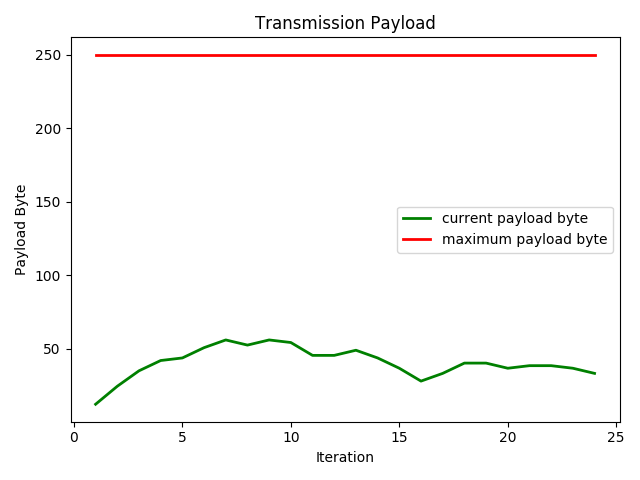 Transmission Payload
250
200
150
100
50
Payload Byte
current payload byte
maximum payload byte
0
5
10
15
20
25
Iteration